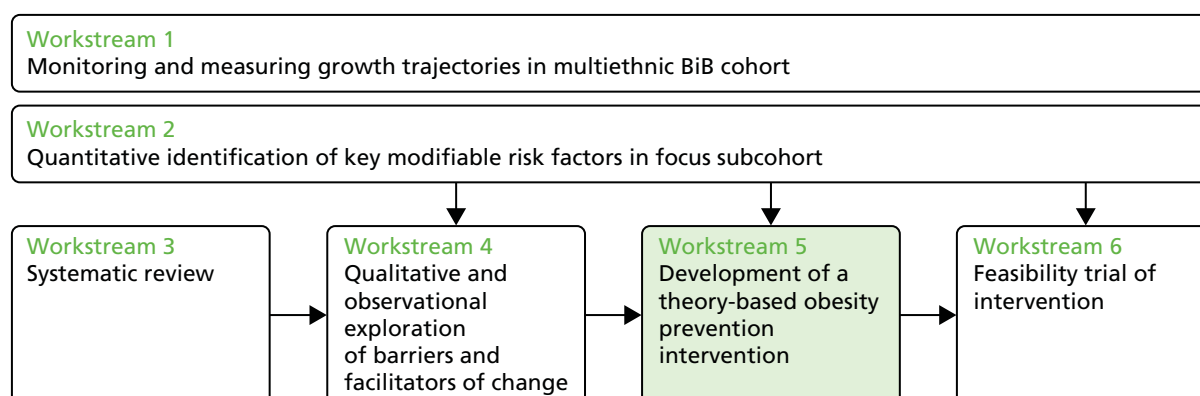 Workstream 1
Monitoring and measuring growth trajectories in multiethnic BiB cohort
Workstream 2
Quantitative identification of key modifiable risk factors in focus subcohort
Workstream 3
Systematic review
Workstream 4
Qualitative and
observational
exploration
of barriers and
facilitators of change
Workstream 5
Development of a
theory-based obesity
prevention
intervention
Workstream 6
Feasibility trial of
intervention